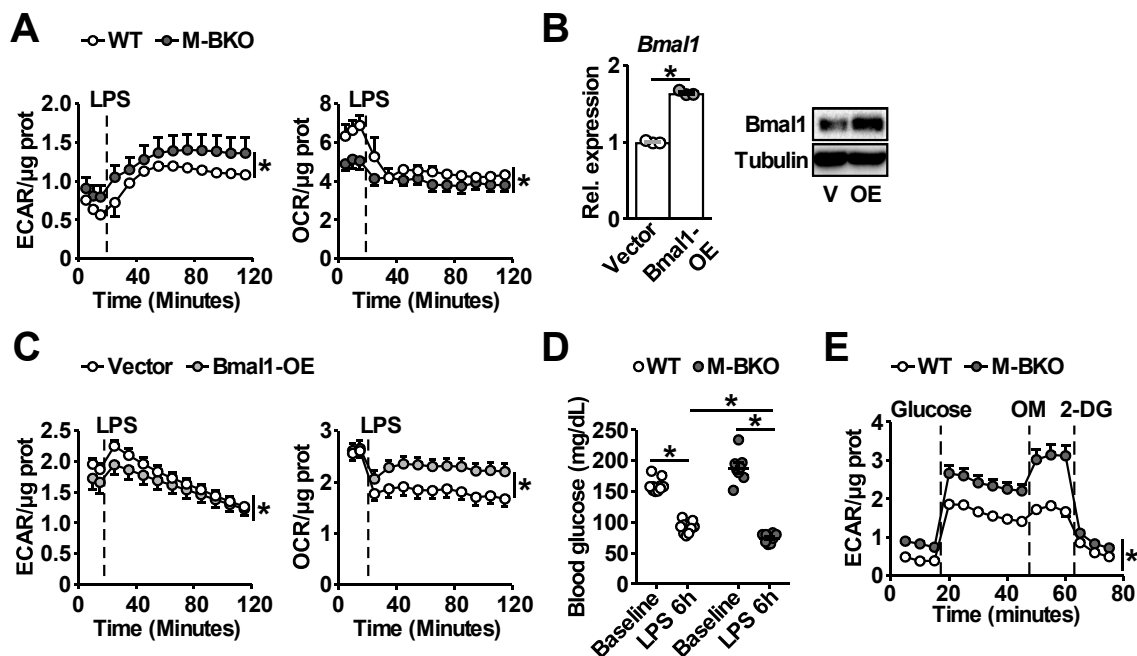 A
WT M-BKO
LPS
ECAR/µg prot
2.0
1.5
1.0
0.5
0
0 40 80 120
Time (Minutes)
*
LPS
OCR/µg prot
8
6
4
2
0
0 40 80 120
Time (Minutes)
*
B
Bmal1
*
Rel. expression
2
1
0
Vector
Bmal1-OE
Bmal1
Tubulin
V OE
C
Vector Bmal1-OE
LPS
ECAR/µg prot
2.5
2.0
1.5
1.0
0.5
0
0 40 80 120
Time (Minutes)
*
LPS
OCR/µg prot
3
2
1
0
0 40 80 120
Time (Minutes)
*
D
WT M-BKO
*
* *
Blood glucose (mg/dL)
250
200
150
100
50
0
Baseline
LPS 6h
Baseline
LPS 6h
E
WT M-BKO
Glucose OM 2-DG
ECAR/µg prot
4
3
2
1
0
0 20 40 60 80
Time (minutes)
*